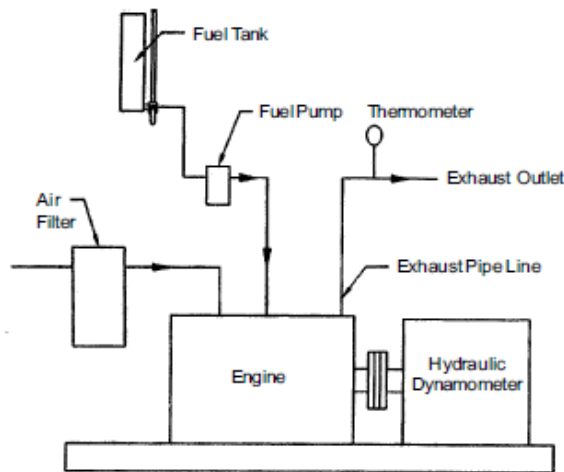 Fuel Tank
Fuel Pump
Thermometer
Exhaust Outlet
Air
Filter
Exhaust Pipe Line
Engine
Hydraulic
Dynamometer